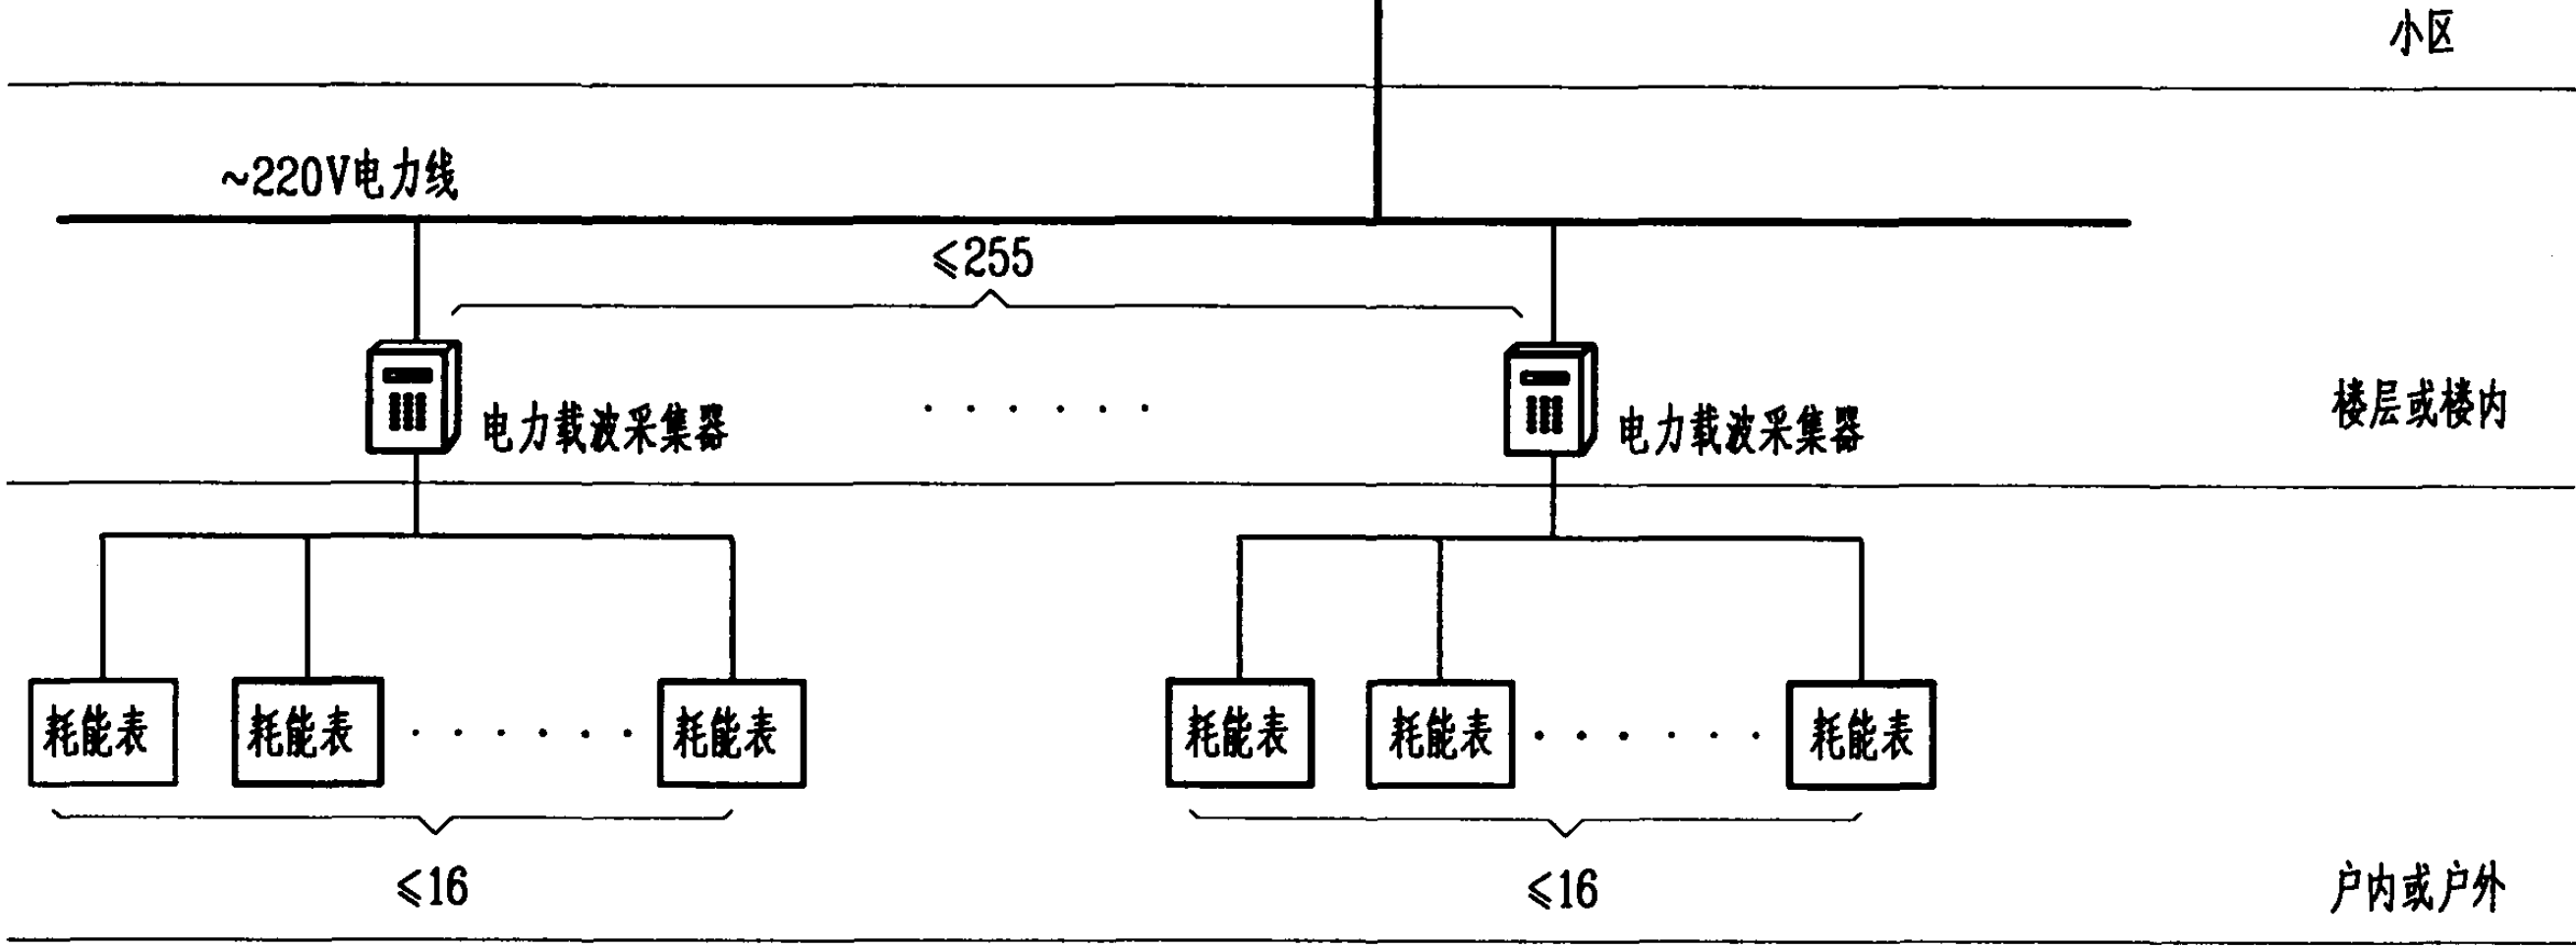 小区
~220V电力线
≤255
电力载波采集器
电力载波采集器
楼层或楼内
耗能表
耗能表
耗能表
耗能表
耗能表
耗能表
≤16
≤16
户内或户外